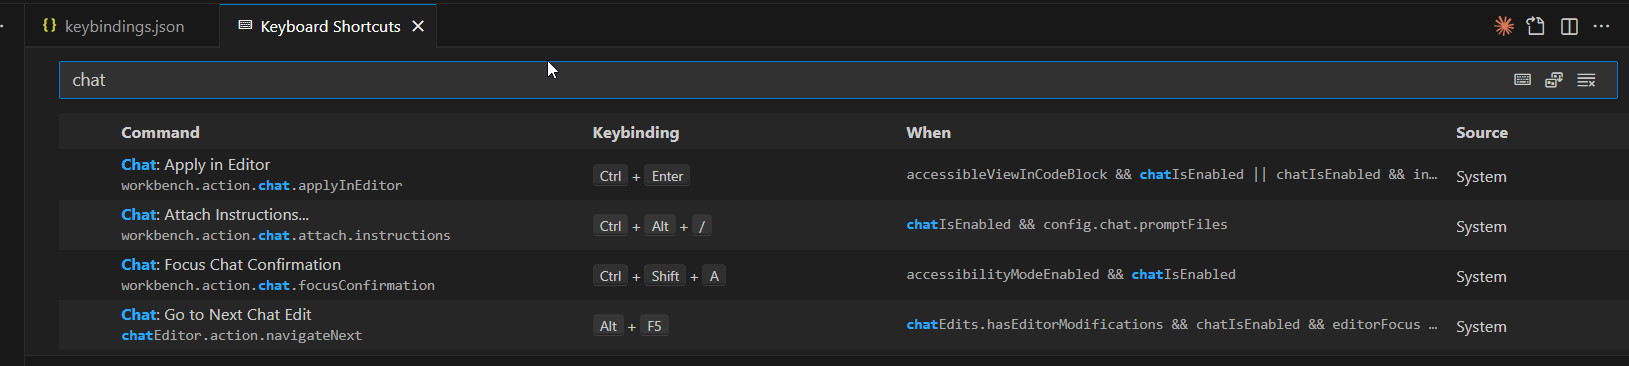 {} keybindings.json
Keyboard Shortcuts
chat
Command Keybinding When Source
Chat: Apply in Editor
workbench.action.chat.applyInEditor
Ctrl + Enter
accessibleViewInCodeBlock && chatIsEnabled || chatIsEnabled && in…
System
Chat: Attach Instructions...
workbench.action.chat.attach.instructions
Ctrl + Alt + /
chatIsEnabled && config.chat.promptFiles
System
Chat: Focus Chat Confirmation
workbench.action.chat.focusConfirmation
Ctrl + Shift + A
accessibilityModeEnabled && chatIsEnabled
System
Chat: Go to Next Chat Edit
chatEditor.action.navigateNext
Alt + F5
chatEdits.hasEditorModifications && chatIsEnabled && editorFocus …
System